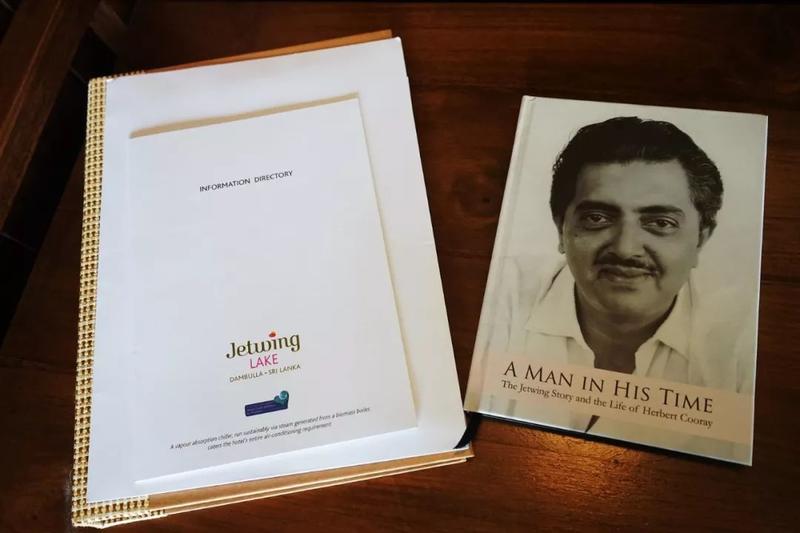 INFORMATION DIRECTORY
Jetwing
LAKE
DAMBULLA - SRI LANKA
A vapour absorption chiller, run sustainably via steam generated from a biomass boiler,
caters the hotel's entire air-conditioning requirement.
A MAN IN HIS TIME
The Jetwing Story and the Life of Herbert Cooray